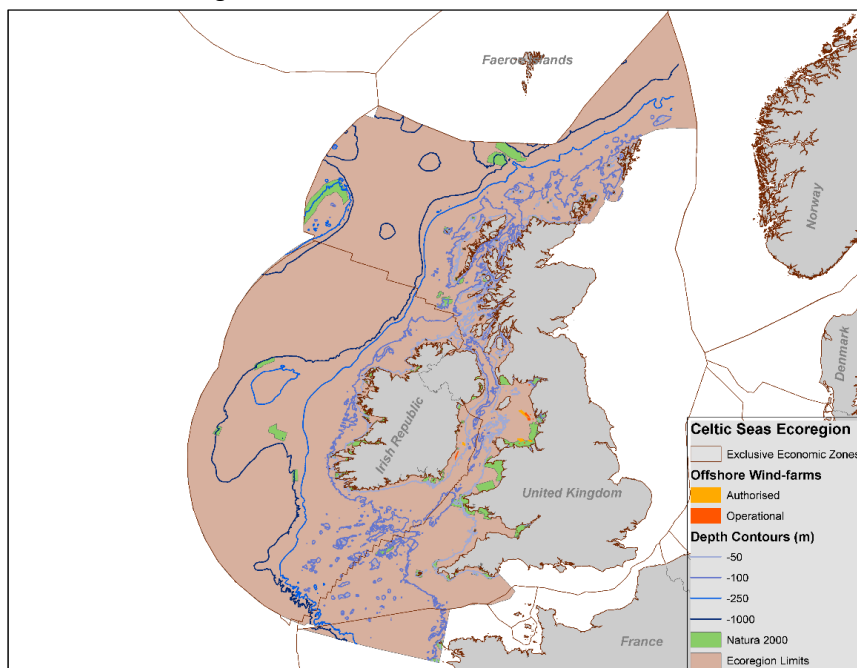 Faeroe Islands
Norway
Denmark
Irish Republic
United Kingdom
France
Celtic Seas Ecoregion
Exclusive Economic Zones
Offshore Wind-farms
Authorised
Operational
Depth Contours (m)
-50
-100
-250
-1000
Natura 2000
Ecoregion Limits